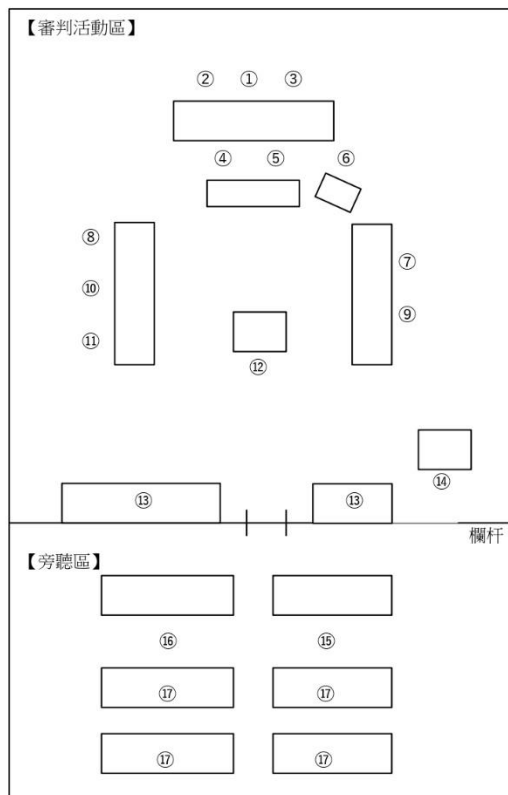 【審判活動區】
② ① ③
④ ⑤ ⑥
⑧ ⑦
⑩ ⑨
⑪
⑫
⑭
⑬ ⑬
欄杆
【旁聽區】
⑯ ⑮
⑰ ⑰
⑰ ⑰